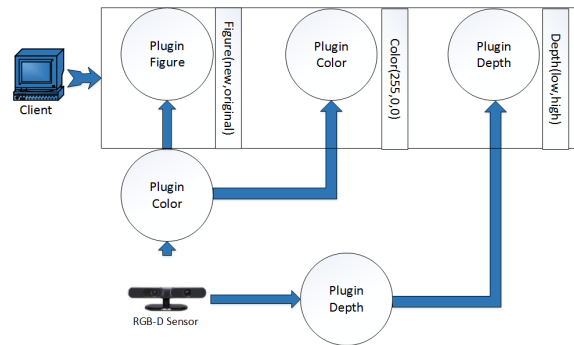 Plugin
Figure
Figure(new,original)
Plugin
Color
Color(255,0,0)
Plugin
Depth
Depth(low,high)
Client
Plugin
Color
Plugin
Depth
RGB-D Sensor